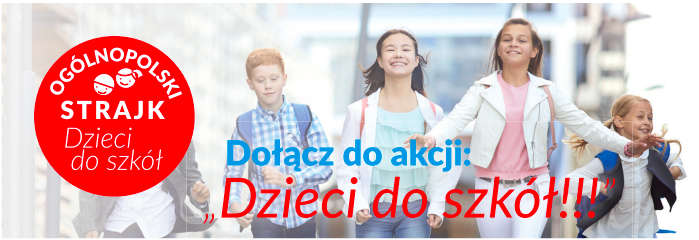 OGÓLNOPOLSKI
STRAJK
Dzieci
do szkół
Dołącz do akcji:
„Dzieci do szkół!!!”